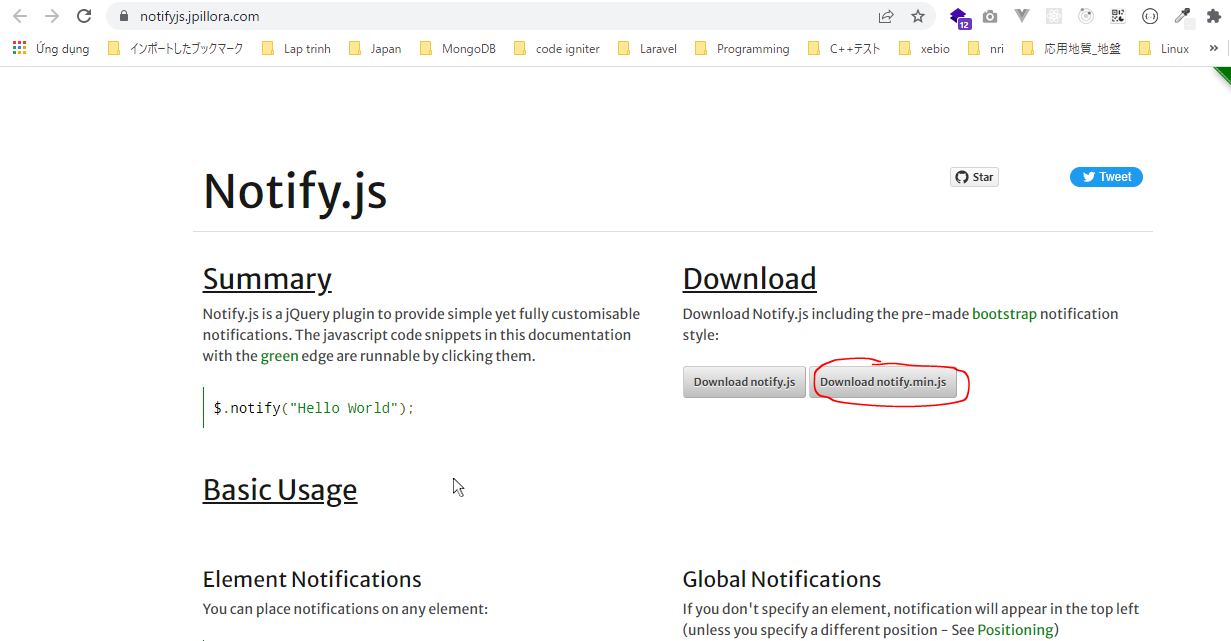 notifyjs.jpillora.com
12
Ứng dụng インポートしたブックマーク Lap trinh Japan MongoDB code igniter Laravel Programming C++テスト xebio nri 応用地質_地盤 Linux »
Notify.js
Star
Tweet
Summary
Notify.js is a jQuery plugin to provide simple yet fully customisable
notifications. The javascript code snippets in this documentation
with the green edge are runnable by clicking them.
$.notify("Hello World");
Download
Download Notify.js including the pre-made bootstrap notification
style:
Download notify.js Download notify.min.js
Basic Usage
Element Notifications
You can place notifications on any element:
Global Notifications
If you don't specify an element, notification will appear in the top left
(unless you specify a different position - See Positioning)